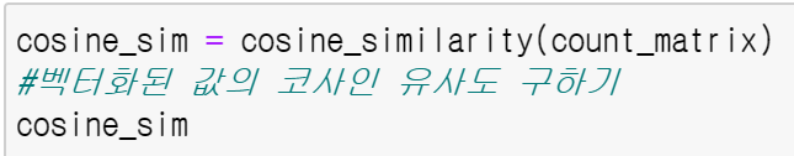 cosine_sim = cosine_similarity(count_matrix)
#벡터화된 값의 코사인 유사도 구하기
cosine_sim